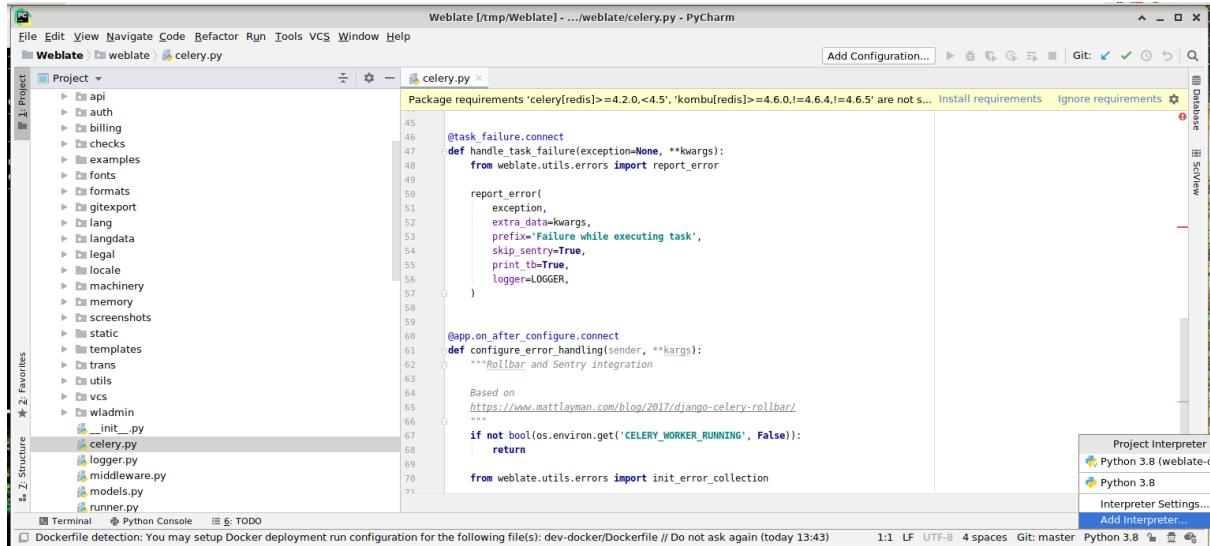 Weblate [/tmp/Weblate] - .../weblate/celery.py - PyCharm
File Edit View Navigate Code Refactor Run Tools VCS Window Help
Weblate weblate celery.py Add Configuration... Git:
1: Project
Project
celery.py
Database
SciView
Package requirements 'celery[redis]>=4.2.0,<4.5', 'kombu[redis]>=4.6.0,!=4.6.4,!=4.6.5' are not s... Install requirements Ignore requirements
api
auth
billing
checks
examples
fonts
formats
gitexport
lang
langdata
legal
locale
machinery
memory
screenshots
static
templates
trans
utils
vcs
wladmin
__init__.py
celery.py
logger.py
middleware.py
models.py
runner.py
2: Favorites
7: Structure
45
46 @task_failure.connect
47 def handle_task_failure(exception=None, **kwargs):
48 from weblate.utils.errors import report_error
49
50 report_error(
51 exception,
52 extra_data=kwargs,
53 prefix='Failure while executing task',
54 skip_sentry=True,
55 print_tb=True,
56 logger=LOGGER,
57 )
58
59
60 @app.on_after_configure.connect
61 def configure_error_handling(sender, **kargs):
62 """Rollbar and Sentry integration
63
64 Based on
65 https://www.mattlayman.com/blog/2017/django-celery-rollbar/
66 """
67 if not bool(os.environ.get('CELERY_WORKER_RUNNING', False)):
68 return
69
70 from weblate.utils.errors import init_error_collection
71
Project Interpreter
Python 3.8 (weblate-
Python 3.8
Interpreter Settings...
Add Interpreter...
Terminal Python Console 6: TODO
Dockerfile detection: You may setup Docker deployment run configuration for the following file(s): dev-docker/Dockerfile // Do not ask again (today 13:43) 1:1 LF UTF-8 4 spaces Git: master Python 3.8